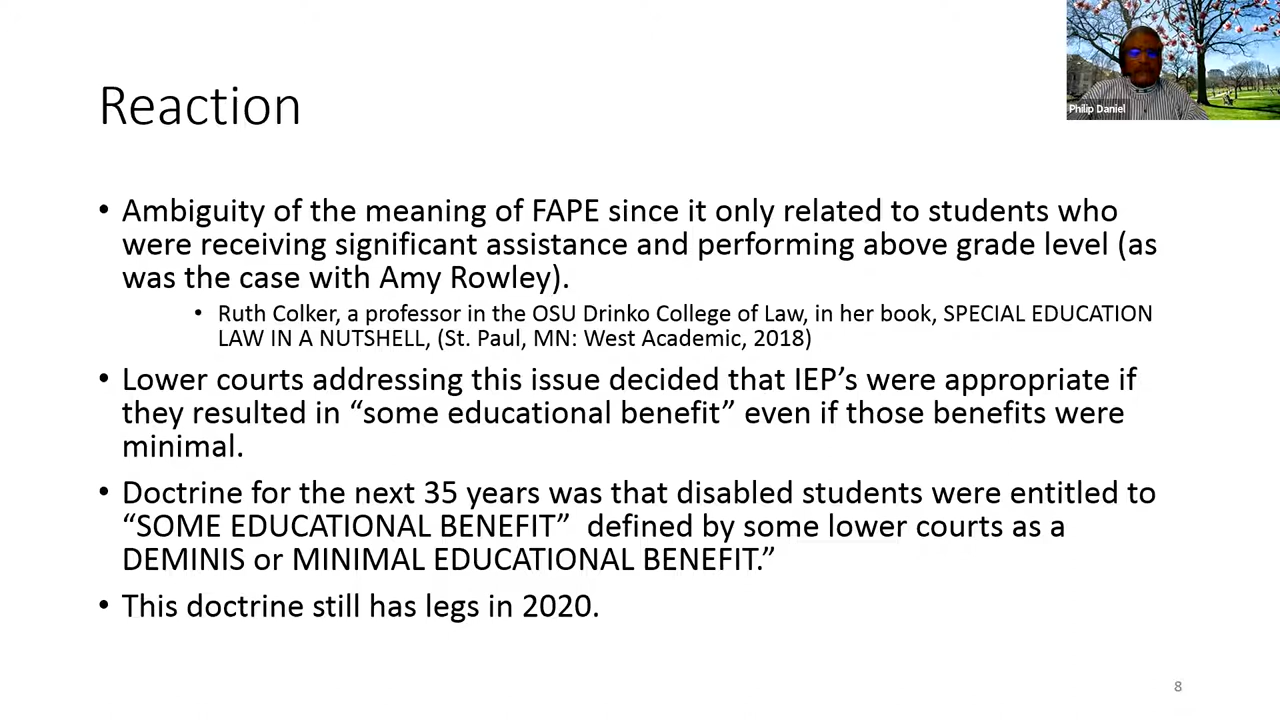 Reaction
Philip Daniel
• Ambiguity of the meaning of FAPE since it only related to students who
were receiving significant assistance and performing above grade level (as
was the case with Amy Rowley).
• Ruth Colker, a professor in the OSU Drinko College of Law, in her book, SPECIAL EDUCATION
LAW IN A NUTSHELL, (St. Paul, MN: West Academic, 2018)
• Lower courts addressing this issue decided that IEP’s were appropriate if
they resulted in “some educational benefit” even if those benefits were
minimal.
• Doctrine for the next 35 years was that disabled students were entitled to
“SOME EDUCATIONAL BENEFIT”  defined by some lower courts as a
DEMINIS or MINIMAL EDUCATIONAL BENEFIT.”
• This doctrine still has legs in 2020.
8